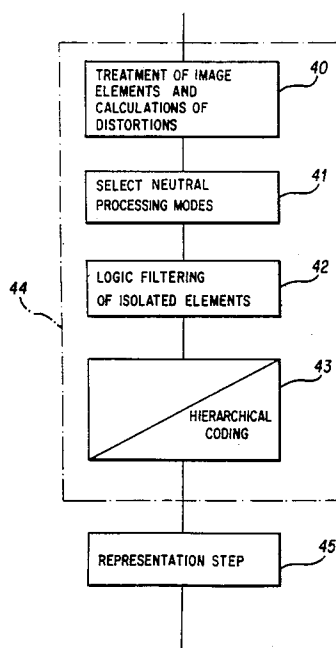 TREATMENT OF IMAGE
ELEMENTS AND
CALCULATIONS OF
DISTORTIONS
40
SELECT NEUTRAL
PROCESSING MODES
41
LOGIC FILTERING
OF ISOLATED ELEMENTS
42
44
HIERARCHICAL
CODING
43
REPRESENTATION STEP
45